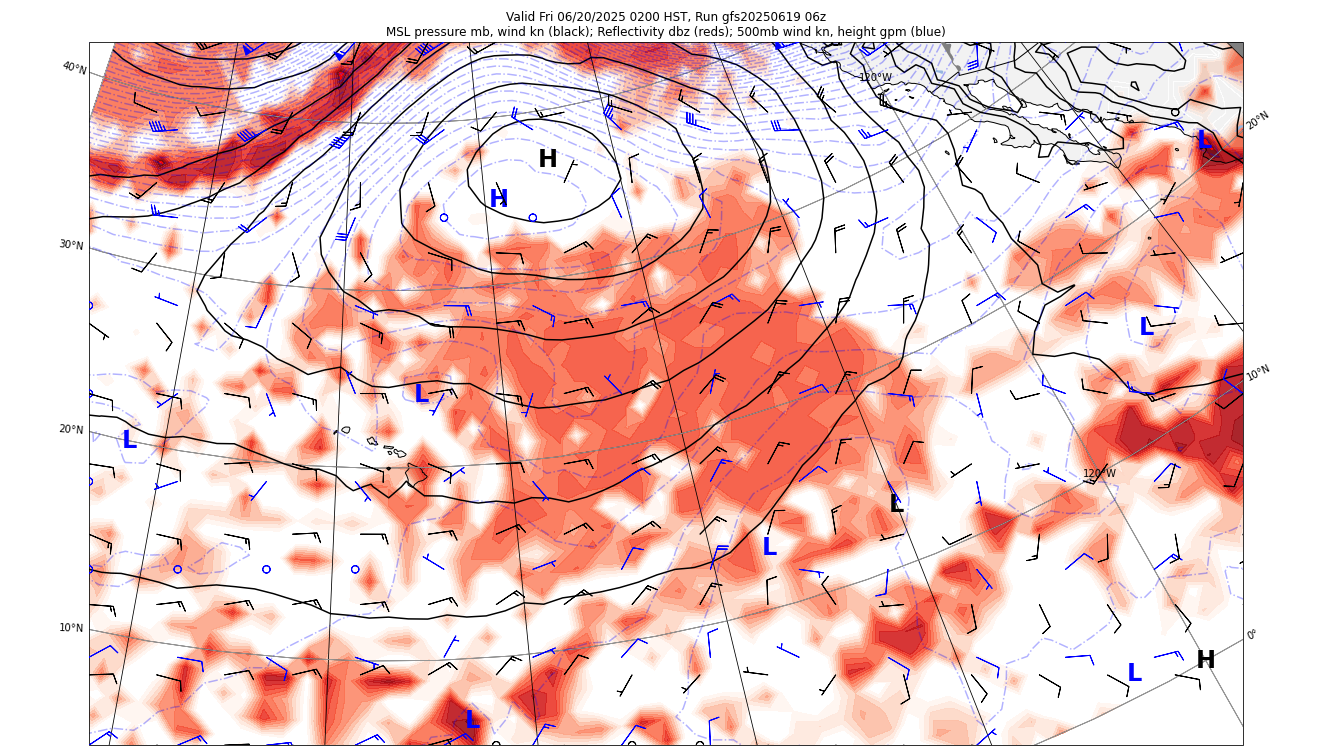 Valid Fri 06/20/2025 0200 HST, Run gfs20250619 06z
MSL pressure mb, wind kn (black); Reflectivity dbz (reds); 500mb wind kn, height gpm (blue)
40°N
120°W
20°N
L
H
H
30°N
L
10°N
L
20°N
L
120°W
L
L
10°N
0°
H
L
L